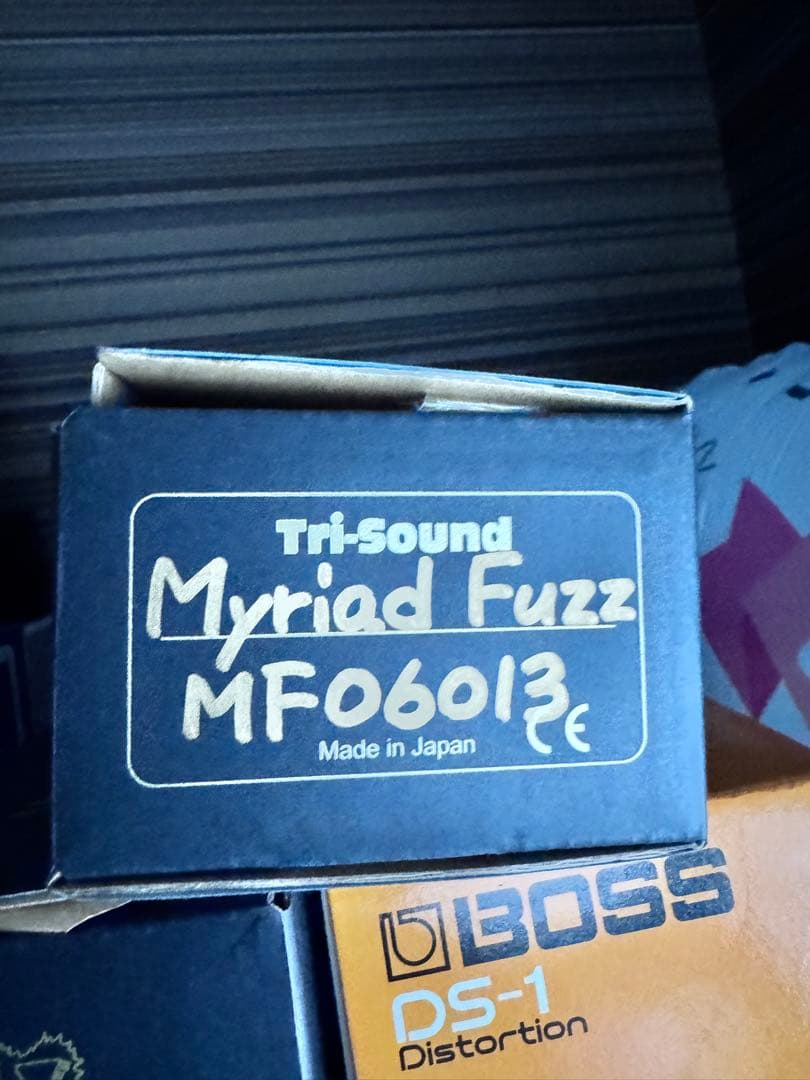 Tri-Sound
Myriad Fuzz
MF06013
CE
Made in Japan
BOSS
DS-1
Distortion